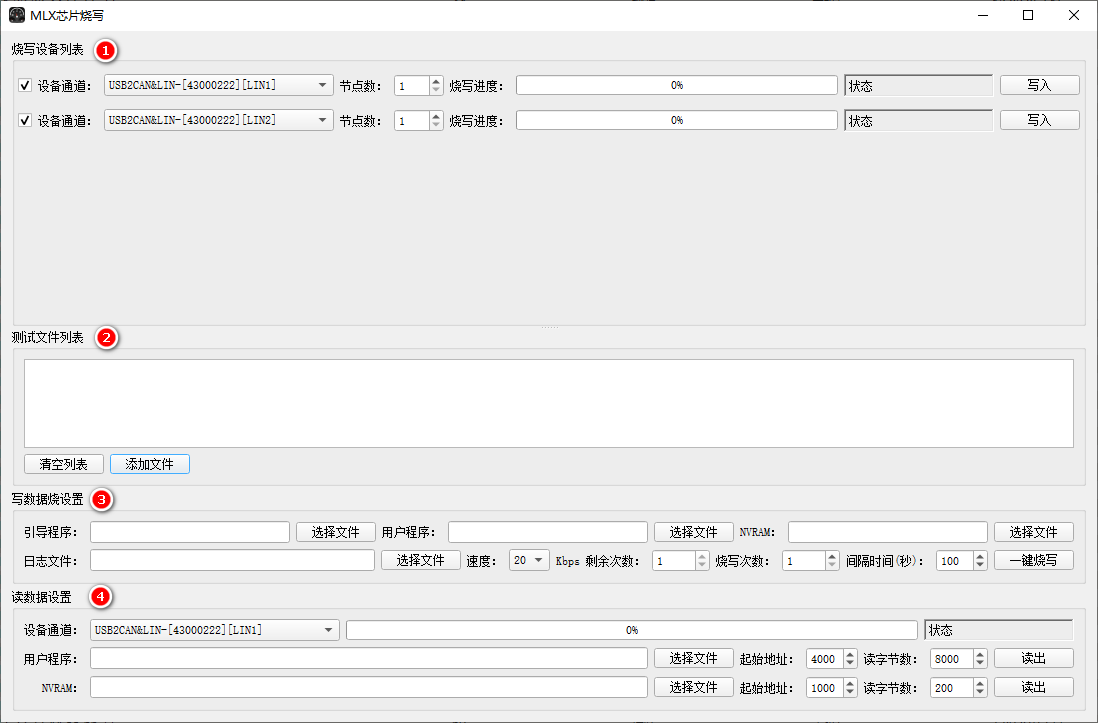 MLX芯片烧写
烧写设备列表 1
设备通道: USB2CAN&LIN-[43000222][LIN1] 节点数: 1 烧写进度: 0% 状态 写入
设备通道: USB2CAN&LIN-[43000222][LIN2] 节点数: 1 烧写进度: 0% 状态 写入
测试文件列表 2
清空列表 添加文件
写数据烧设置 3
引导程序: 选择文件 用户程序: 选择文件 NVRAM: 选择文件
日志文件: 选择文件 速度: 20 Kbps 剩余次数: 1 烧写次数: 1 间隔时间(秒): 100 一键烧写
读数据设置 4
设备通道: USB2CAN&LIN-[43000222][LIN1] 0% 状态
用户程序: 选择文件 起始地址: 4000 读字节数: 8000 读出
NVRAM: 选择文件 起始地址: 1000 读字节数: 200 读出